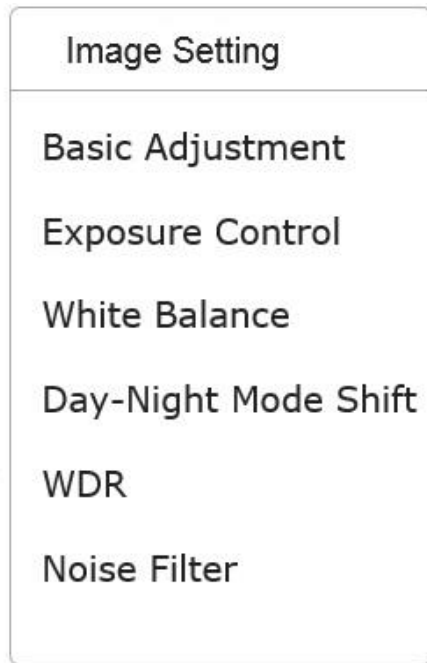 Image Setting
Basic Adjustment
Exposure Control
White Balance
Day-Night Mode Shift
WDR
Noise Filter